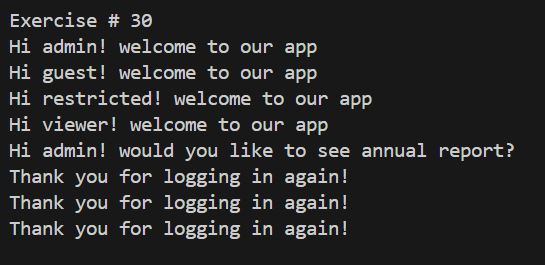 Exercise # 30
Hi admin! welcome to our app
Hi guest! welcome to our app
Hi restricted! welcome to our app
Hi viewer! welcome to our app
Hi admin! would you like to see annual report?
Thank you for logging in again!
Thank you for logging in again!
Thank you for logging in again!